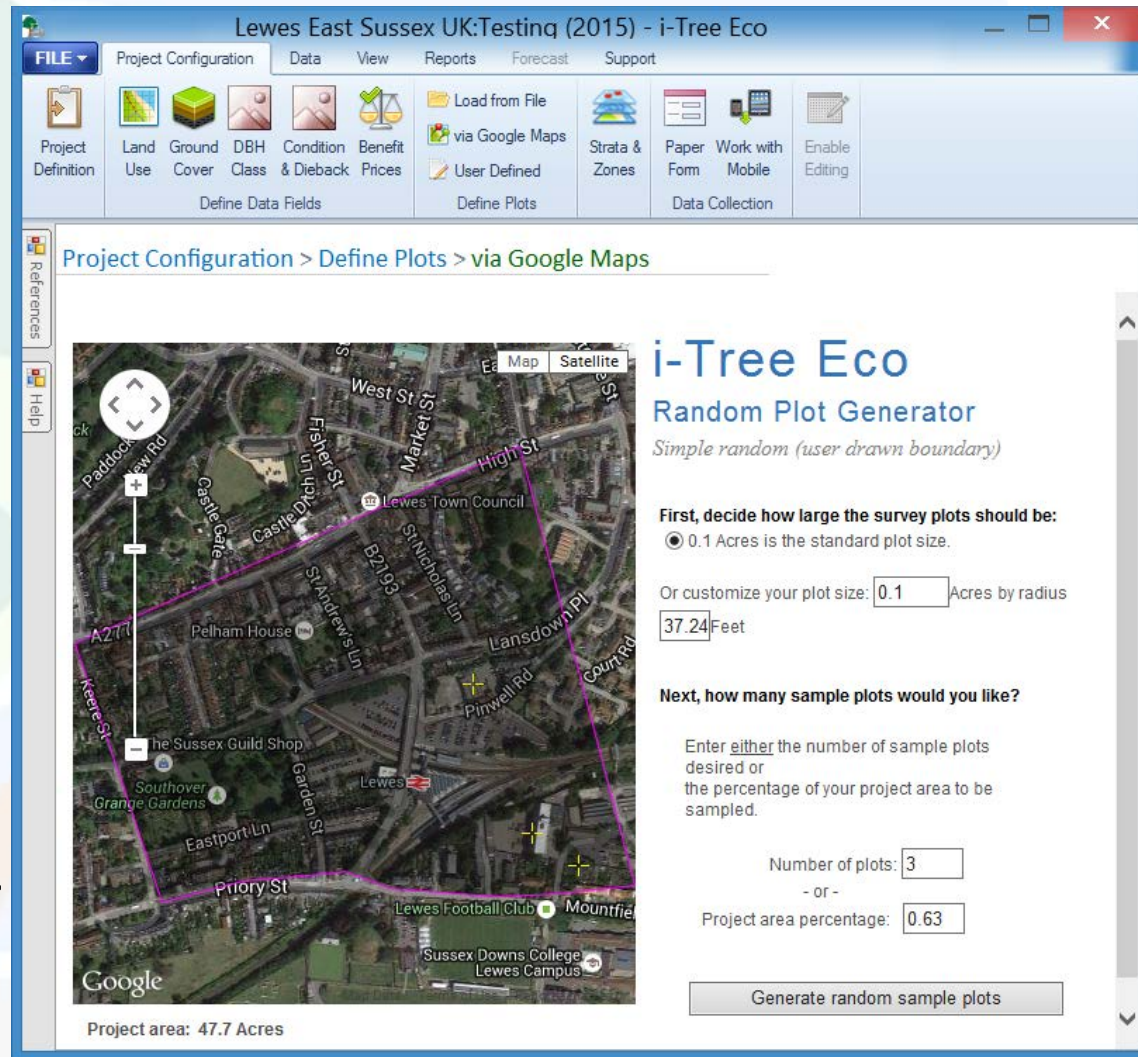 Lewes East Sussex UK:Testing (2015) - i-Tree Eco
FILE
Project Configuration
Data
View
Reports
Forecast
Support
Project Definition
Land Use
Ground Cover
DBH Class
Condition & Dieback
Benefit Prices
Define Data Fields
Load from File
via Google Maps
User Defined
Define Plots
Strata & Zones
Paper Form
Work with Mobile
Data Collection
Enable Editing
References
Help
Project Configuration > Define Plots > via Google Maps
Map
Satellite
West St
Market St
Fisher St
High St
Paddock
New Rd
Castle Gate
Castle Ditch Ln
Lewes Town Council
B2193
St Nicholas Ln
St Andrew's Ln
A277
Pelham House
Lansdown Pl
Court Rd
Pinwell Rd
Keere St
The Sussex Guild Shop
Southover
Grange Gardens
Garden St
Lewes
Eastport Ln
Priory St
Lewes Football Club
Mountfie
Sussex Downs College
Lewes Campus
Google
Project area: 47.7 Acres
i-Tree Eco
Random Plot Generator
Simple random (user drawn boundary)
First, decide how large the survey plots should be:
0.1 Acres is the standard plot size.
Or customize your plot size: 0.1 Acres by radius
37.24 Feet
Next, how many sample plots would you like?
Enter either the number of sample plots
desired or
the percentage of your project area to be
sampled.
Number of plots: 3
- or -
Project area percentage: 0.63
Generate random sample plots